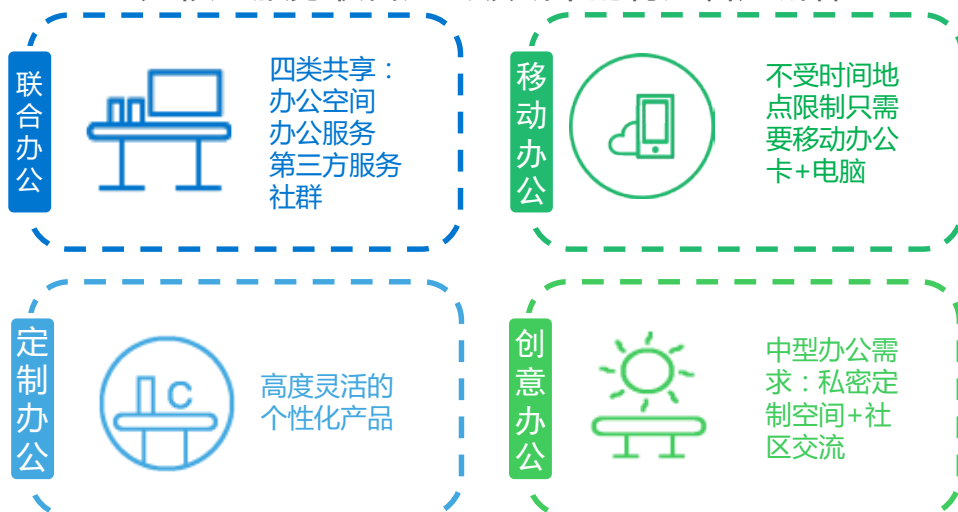 联合办公
四类共享：
办公空间
办公服务
第三方服务
社群
移动办公
不受时间地
点限制只需
要移动办公
卡+电脑
定制办公
C
高度灵活的
个性化产品
创意办公
中型办公需
求：私密定
制空间+社
区交流